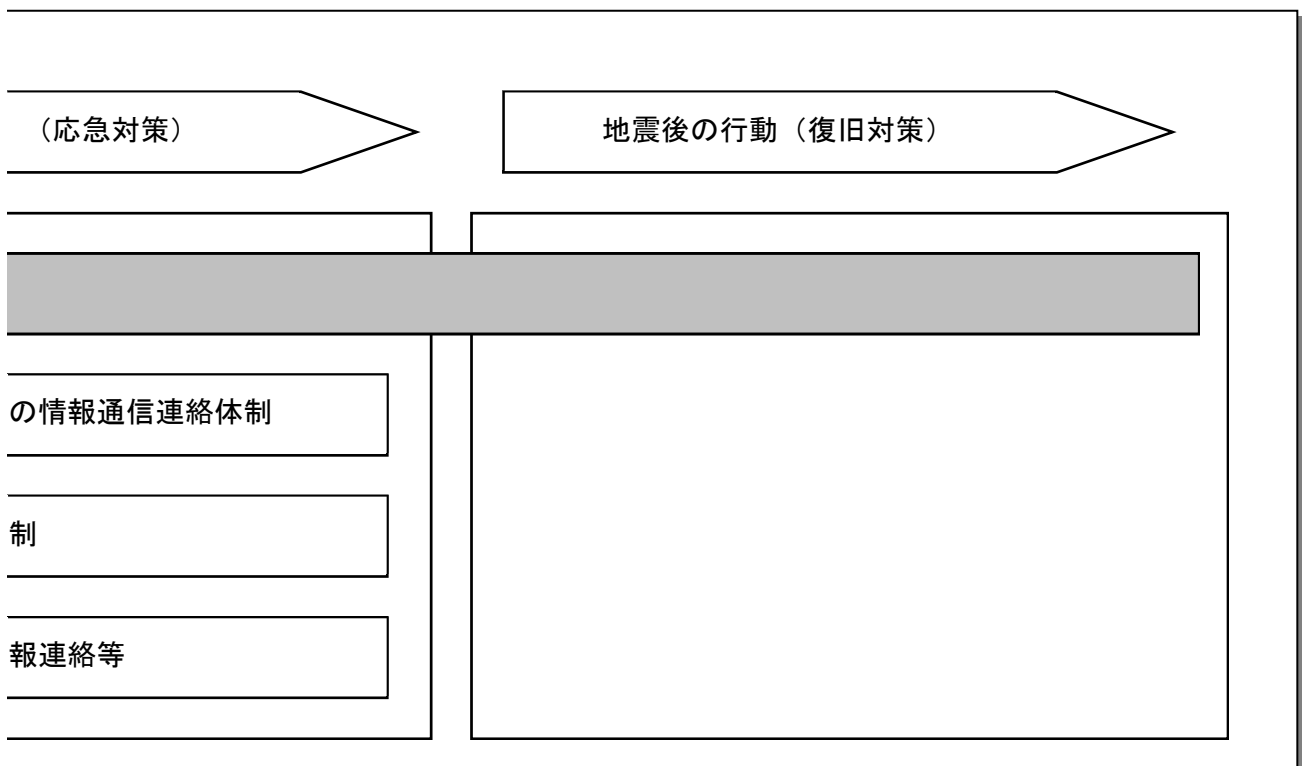 （応急対策）
地震後の行動（復旧対策）
の情報通信連絡体制
制
報連絡等